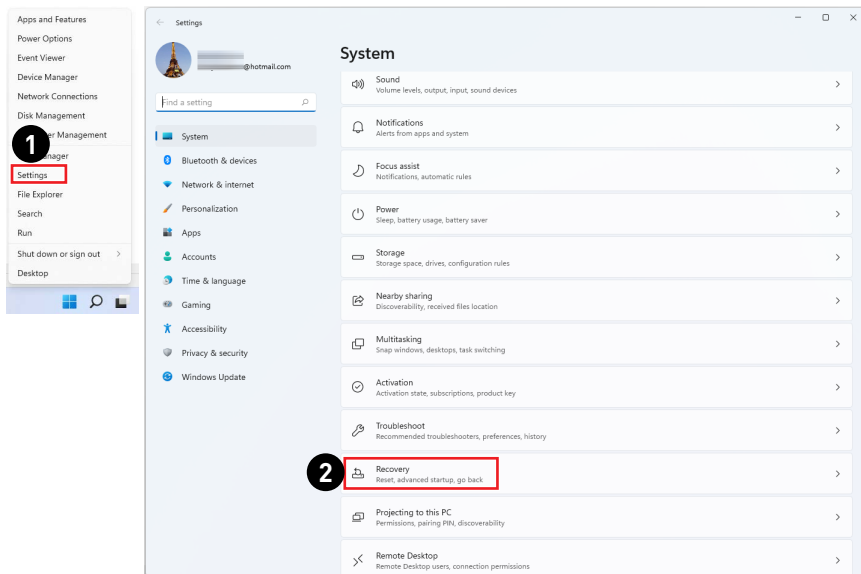 Apps and Features
Power Options
Event Viewer
Device Manager
Network Connections
Disk Management
Management
1
Settings
File Explorer
Search
Run
Shut down or sign out
Desktop
Settings
@hotmail.com
Find a setting
System
Bluetooth & devices
Network & internet
Personalization
Apps
Accounts
Time & language
Gaming
Accessibility
Privacy & security
Windows Update
System
Sound
Volume levels, output, input, sound devices
Notifications
Alerts from apps and system
Focus assist
Notifications, automatic rules
Power
Sleep, battery usage, battery saver
Storage
Storage space, drives, configuration rules
Nearby sharing
Discoverability, received files location
Multitasking
Snap windows, desktops, task switching
Activation
Activation state, subscriptions, product key
Troubleshoot
Recommended troubleshooters, preferences, history
2
Recovery
Reset, advanced startup, go back
Projecting to this PC
Permissions, pairing PIN, discoverability
Remote Desktop
Remote Desktop users, connection permissions